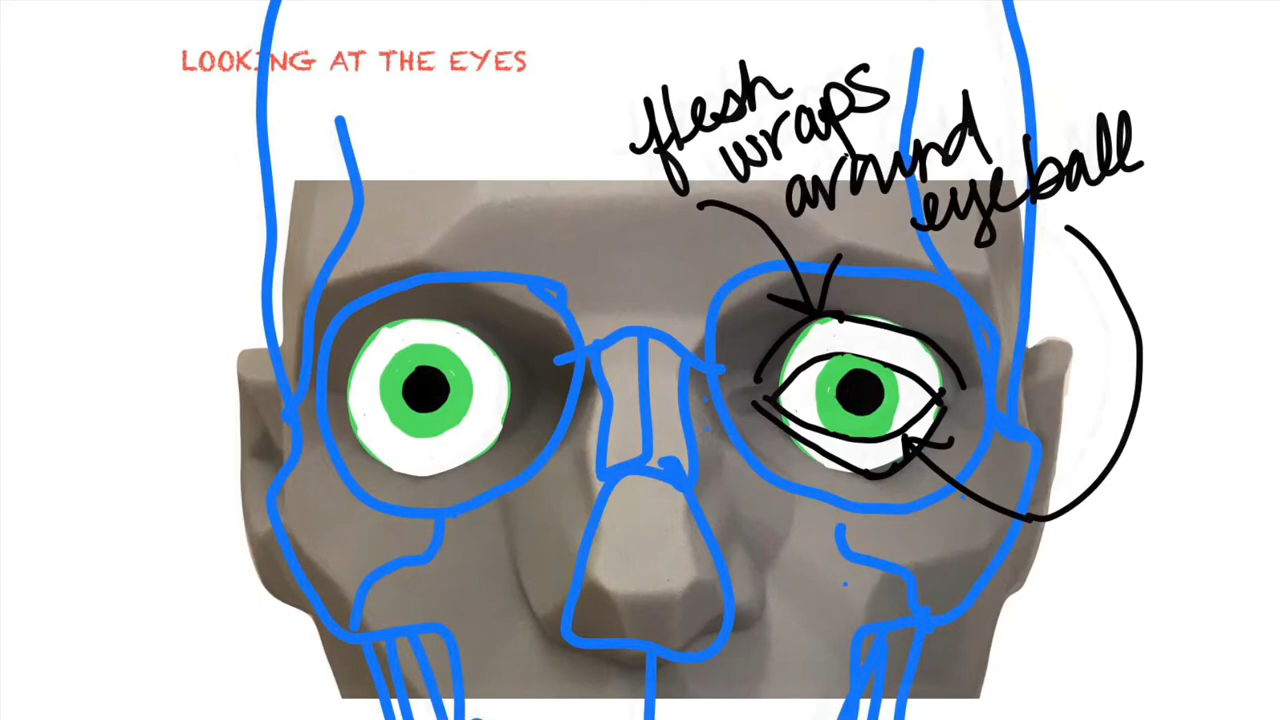 LOOKING AT THE EYES
flesh
wraps
around
eyeball